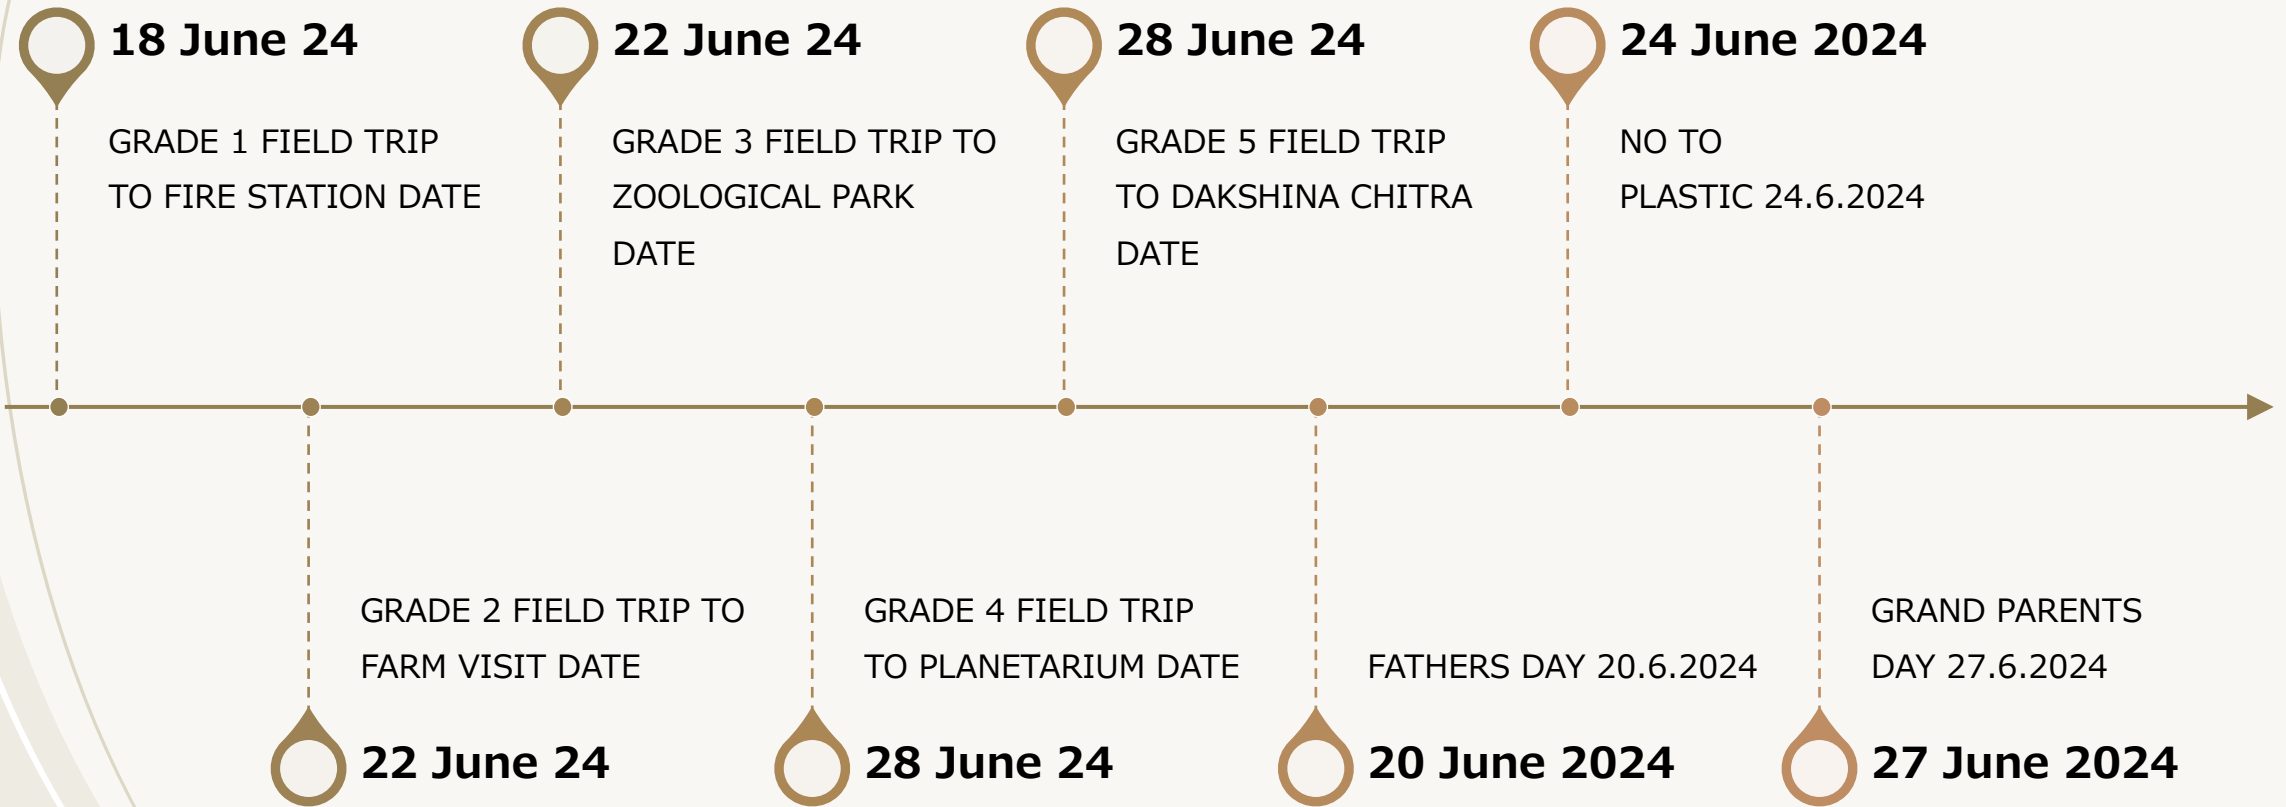 18 June 24
GRADE 1 FIELD TRIP
TO FIRE STATION DATE
22 June 24
GRADE 3 FIELD TRIP TO
ZOOLOGICAL PARK
DATE
28 June 24
GRADE 5 FIELD TRIP
TO DAKSHINA CHITRA
DATE
24 June 2024
NO TO
PLASTIC 24.6.2024
GRADE 2 FIELD TRIP TO
FARM VISIT DATE
22 June 24
GRADE 4 FIELD TRIP
TO PLANETARIUM DATE
28 June 24
FATHERS DAY 20.6.2024
20 June 2024
GRAND PARENTS
DAY 27.6.2024
27 June 2024